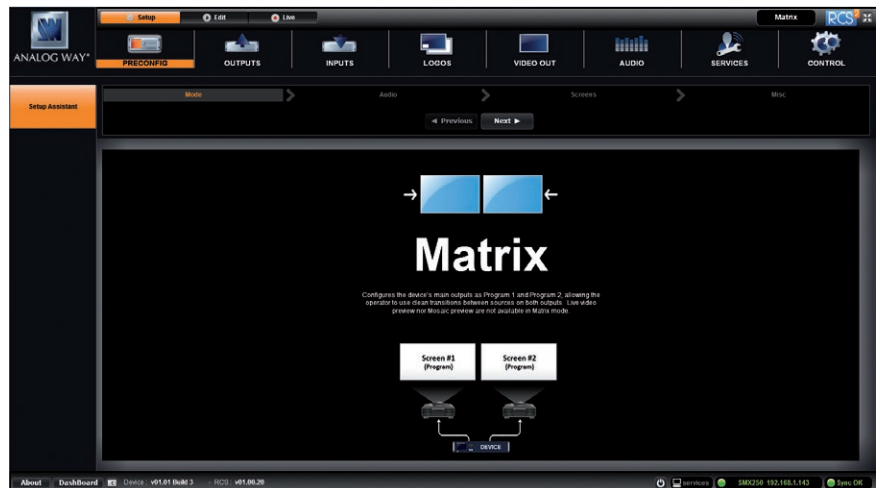 Setup
Edit
Live
Matrix
RCS²
ANALOG WAY®
PRECONFIG
OUTPUTS
INPUTS
LOGOS
VIDEO OUT
AUDIO
SERVICES
CONTROL
Setup Assistant
Mode
Audio
Screens
Misc
◄ Previous
Next ►
Matrix
Configures the device's main outputs as Program 1 and Program 2, allowing the
operator to use clean transitions between sources on both outputs. Live video
preview nor Mosaic preview are not available in Matrix mode.
Screen #1
(Program)
Screen #2
(Program)
DEVICE
About
DashBoard
Device : v01.01 Build 3 - RCS : v01.00.20
services
SMX250 192.168.1.143
Sync OK